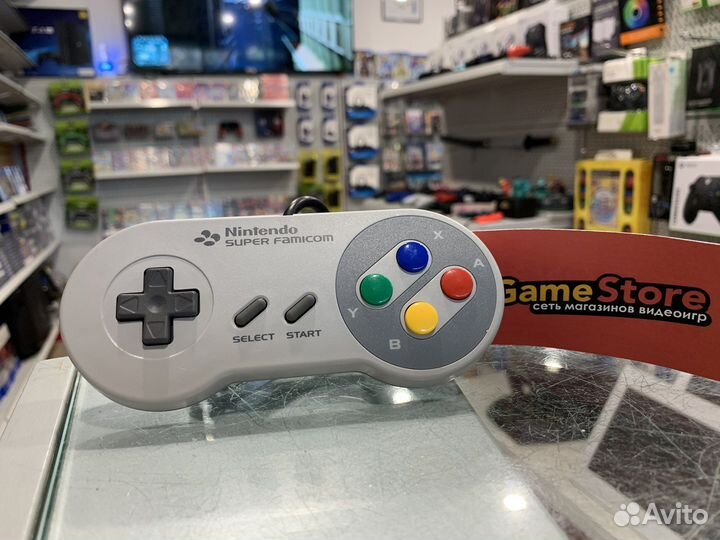 Nintendo
SUPER FAMICOM
X
A
Y
B
SELECT
START
GameStore
сеть магазинов видеоигр
Avito